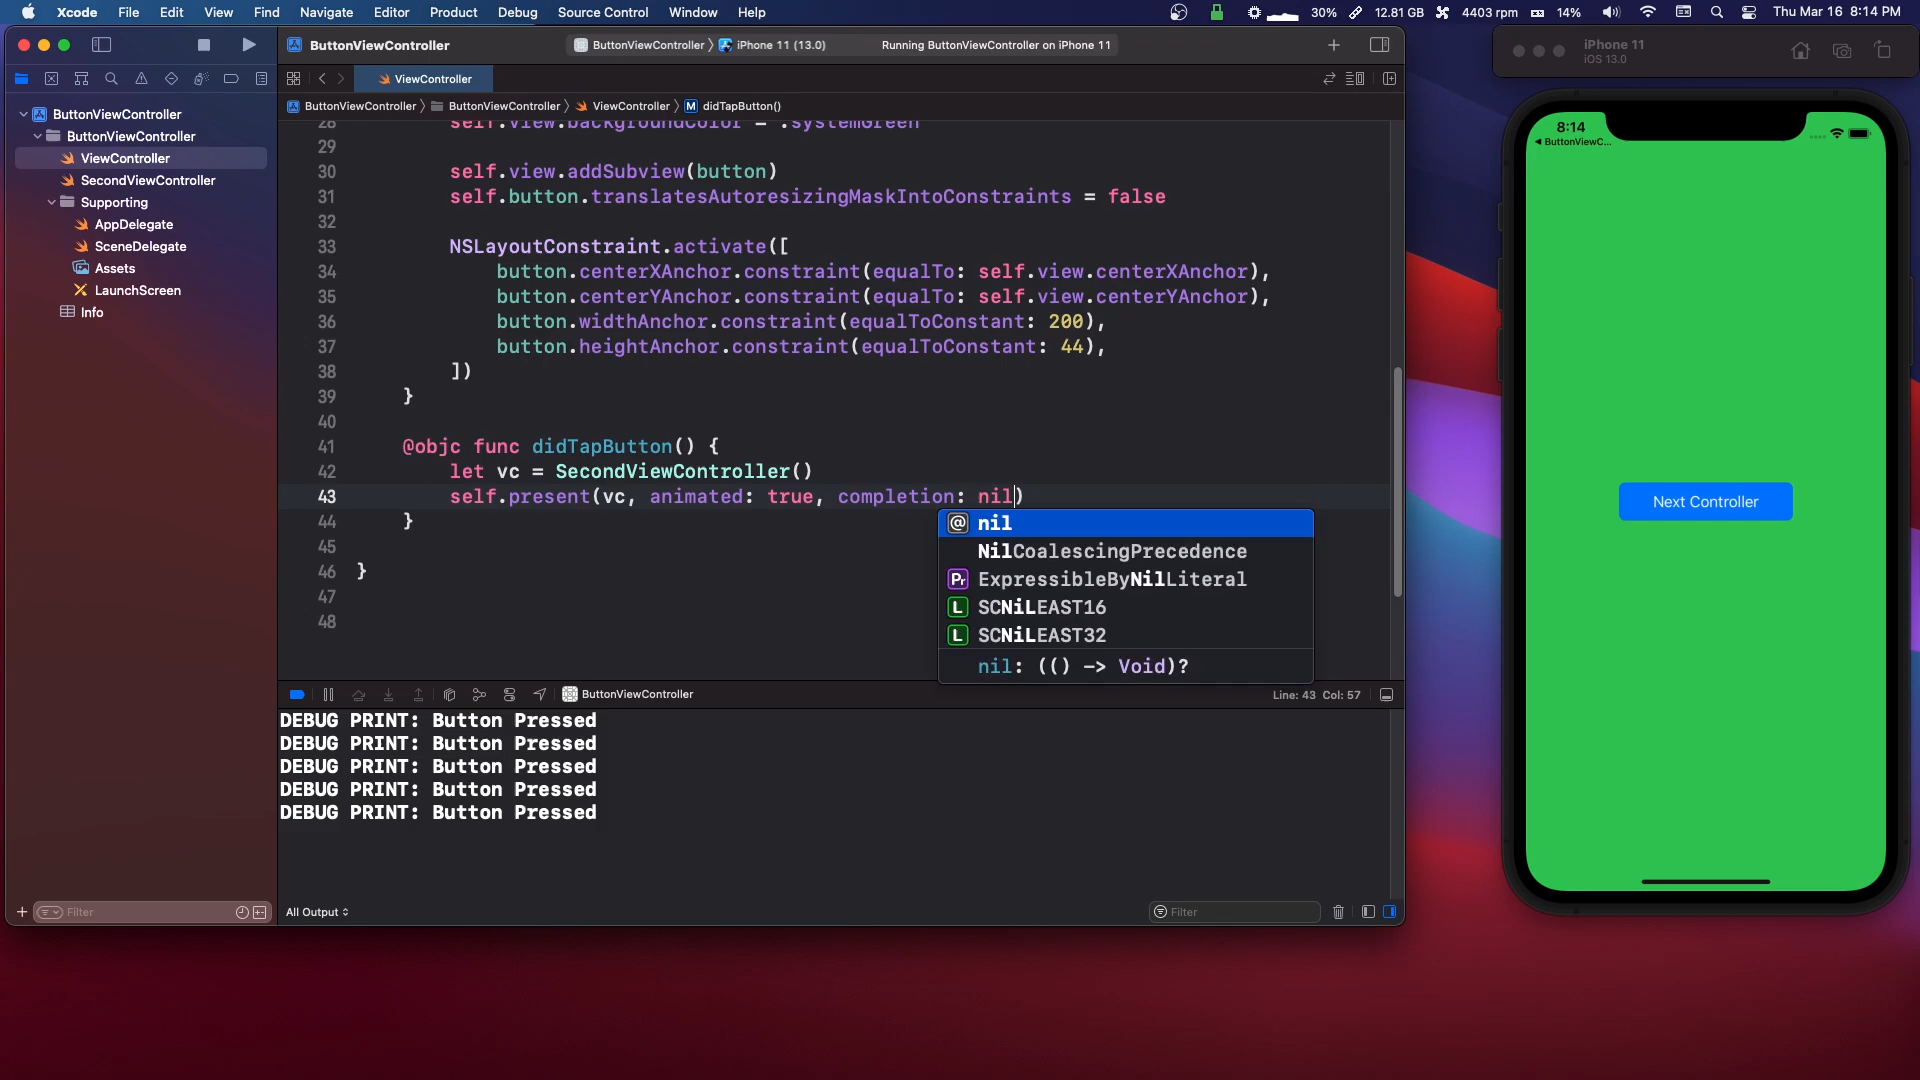 Xcode File Edit View Find Navigate Editor Product Debug Source Control Window Help 30% 12.81 GB 4403 rpm 14% Thu Mar 16 8:14 PM
ButtonViewController ButtonViewController iPhone 11 (13.0) Running ButtonViewController on iPhone 11
ViewController
ButtonViewController ButtonViewController ViewController M didTapButton()
ButtonViewController
ButtonViewController
ViewController
SecondViewController
Supporting
AppDelegate
SceneDelegate
Assets
LaunchScreen
Info
Filter
28 self.view.backgroundColor = .systemGreen
29
30 self.view.addSubview(button)
31 self.button.translatesAutoresizingMaskIntoConstraints = false
32
33 NSLayoutConstraint.activate([
34 button.centerXAnchor.constraint(equalTo: self.view.centerXAnchor),
35 button.centerYAnchor.constraint(equalTo: self.view.centerYAnchor),
36 button.widthAnchor.constraint(equalToConstant: 200),
37 button.heightAnchor.constraint(equalToConstant: 44),
38 ])
39 }
40
41 @objc func didTapButton() {
42 let vc = SecondViewController()
43 self.present(vc, animated: true, completion: nil)
44 }
45
46 }
47
48
@ nil
NilCoalescingPrecedence
Pr ExpressibleByNilLiteral
L SCNiLEAST16
L SCNiLEAST32
nil: (() -> Void)?
ButtonViewController Line: 43 Col: 57
DEBUG PRINT: Button Pressed
DEBUG PRINT: Button Pressed
DEBUG PRINT: Button Pressed
DEBUG PRINT: Button Pressed
DEBUG PRINT: Button Pressed
All Output Filter
iPhone 11
iOS 13.0
8:14
ButtonViewC...
Next Controller